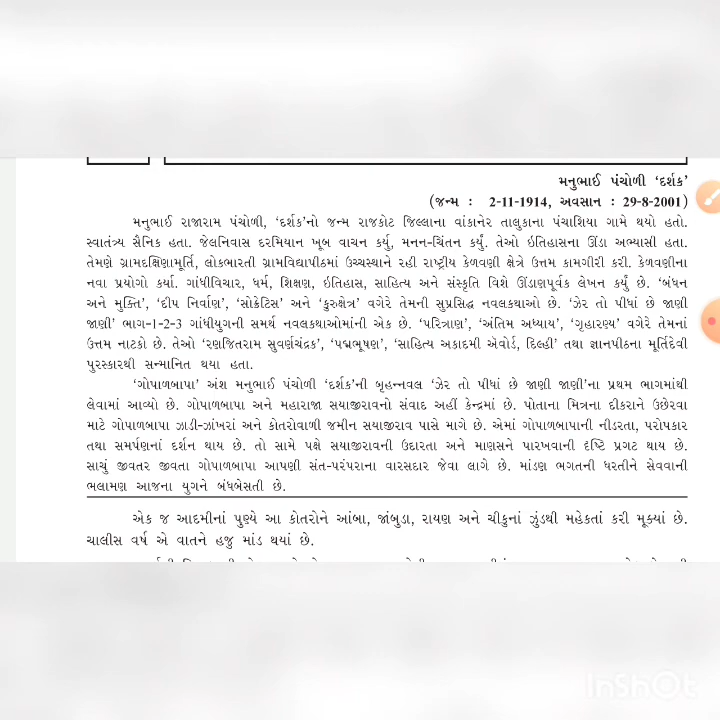 મનુભાઈ પંચોળી ‘દર્શક’
(જન્મ : 2-11-1914, અવસાન : 29-8-2001)
મનુભાઈ રાજારામ પંચોળી, ‘દર્શક’નો જન્મ રાજકોટ જિલ્લાના વાંકાનેર તાલુકાના પંચાશિયા ગામે થયો હતો.
સ્વાતંત્ર્ય સૈનિક હતા. જેલનિવાસ દરમિયાન ખૂબ વાચન કર્યુ, મનન-ચિંતન કર્યું. તેઓ ઇતિહાસના ઊંડા અભ્યાસી હતા.
તેમણે ગ્રામદક્ષિણામૂર્તિ, લોકભારતી ગ્રામવિદ્યાપીઠમાં ઉચ્ચસ્થાને રહી રાષ્ટ્રીય કેળવણી ક્ષેત્રે ઉત્તમ કામગીરી કરી. કેળવણીના
નવા પ્રયોગો કર્યા. ગાંધીવિચાર, ધર્મ, શિક્ષણ, ઇતિહાસ, સાહિત્ય અને સંસ્કૃતિ વિશે ઊંડાણપૂર્વક લેખન કર્યું છે. ‘બંધન
અને મુક્તિ’, ‘દીપ નિર્વાણ’, ‘સોક્રેટિસ’ અને ‘કુરુક્ષેત્ર’ વગેરે તેમની સુપ્રસિદ્ધ નવલકથાઓ છે. ‘ઝેર તો પીધાં છે જાણી
જાણી’ ભાગ-1-2-3 ગાંધીયુગની સમર્થ નવલકથાઓમાંની એક છે. ‘પરિત્રાણ’, ‘અંતિમ અધ્યાય’, ‘ગૃહારણ્ય’ વગેરે તેમનાં
ઉત્તમ નાટકો છે. તેઓ ‘રણજિતરામ સુવર્ણચંદ્રક’, ‘પદ્મભૂષણ’, ‘સાહિત્ય અકાદમી ઍવોર્ડ, દિલ્હી’ તથા જ્ઞાનપીઠના મૂર્તિદેવી
પુરસ્કારથી સન્માનિત થયા હતા.
‘ગોપાળબાપા’ અંશ મનુભાઈ પંચોળી ‘દર્શક’ની બૃહન્નવલ ‘ઝેર તો પીધાં છે જાણી જાણી’ના પ્રથમ ભાગમાંથી
લેવામાં આવ્યો છે. ગોપાળબાપા અને મહારાજા સયાજીરાવનો સંવાદ અહીં કેન્દ્રમાં છે. પોતાના મિત્રના દીકરાને ઉછેરવા
માટે ગોપાળબાપા ઝાડી-ઝાંખરાં અને કોતરોવાળી જમીન સયાજીરાવ પાસે માગે છે. એમાં ગોપાળબાપાની નીડરતા, પરોપકાર
તથા સમર્પણનાં દર્શન થાય છે. તો સામે પક્ષે સયાજીરાવની ઉદારતા અને માણસને પારખવાની દૃષ્ટિ પ્રગટ થાય છે.
સાચું જીવતર જીવતા ગોપાળબાપા આપણી સંત-પરંપરાના વારસદાર જેવા લાગે છે. માંડણ ભગતની ધરતીને સેવવાની
ભલામણ આજના યુગને બંધબેસતી છે.
એક જ આદમીનાં પુણ્યે આ કોતરોને આંબા, જાંબુડા, રાયણ અને ચીકુનાં ઝુંડથી મહેકતાં કરી મૂક્યાં છે.
ચાલીસ વર્ષ એ વાતને હજુ માંડ થયાં છે.
InShOt